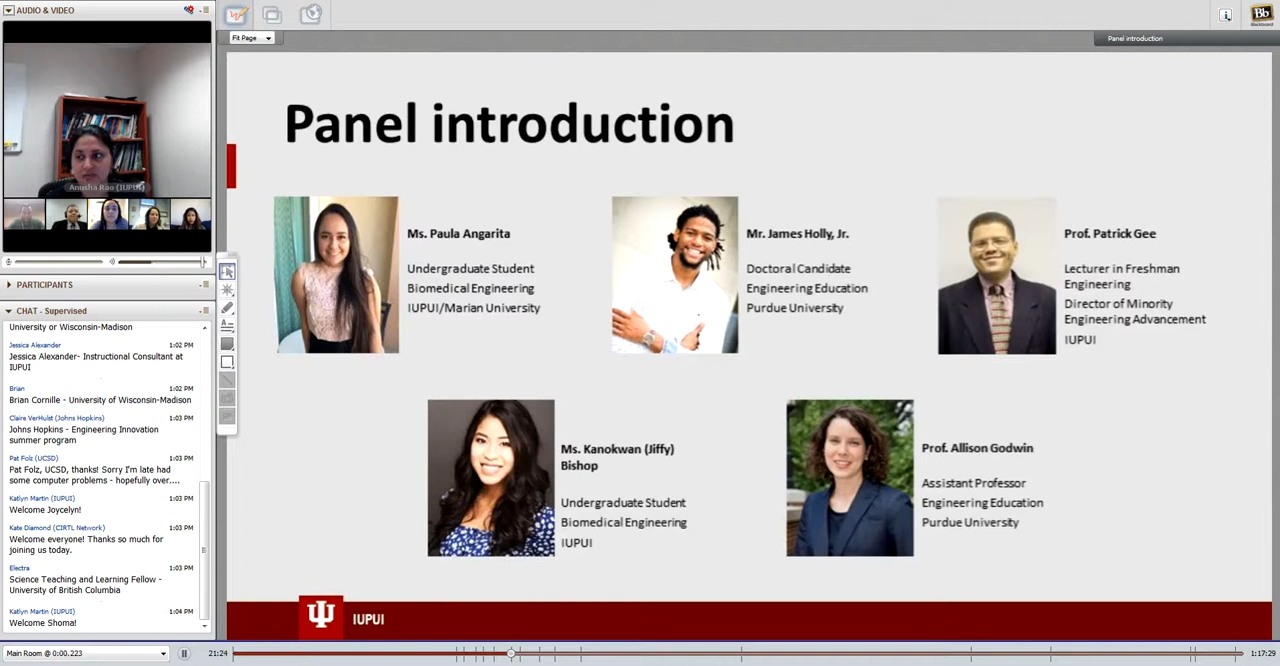 AUDIO & VIDEO
Anusha Rao (IUPUI)
PARTICIPANTS
CHAT - Supervised
University or Wisconsin-Madison
Jessica Alexander 1:02 PM
Jessica Alexander- Instructional Consultant at
IUPUI
Brian 1:02 PM
Brian Cornille - University of Wisconsin-Madison
Claire VerHulst (Johns Hopkins) 1:03 PM
Johns Hopkins - Engineering Innovation
summer program
Pat Folz (UCSD) 1:03 PM
Pat Folz, UCSD, thanks! Sorry I'm late had
some computer problems - hopefully over,...
Katlyn Martin (IUPUI) 1:03 PM
Welcome Joycelyn!
Kate Diamond (CIRTL Network) 1:03 PM
Welcome everyone! Thanks so much for
joining us today.
Electra 1:03 PM
Science Teaching and Learning Fellow -
University of British Columbia
Katlyn Martin (IUPUI) 1:04 PM
Welcome Shoma!
Main Room @ 0:00.223
21:24
1:17:29
Fit Page
Bb
Blackboard
Panel introduction
Panel introduction
Ms. Paula Angarita
Undergraduate Student
Biomedical Engineering
IUPUI/Marian University
Mr. James Holly, Jr.
Doctoral Candidate
Engineering Education
Purdue University
Prof. Patrick Gee
Lecturer in Freshman
Engineering
Director of Minority
Engineering Advancement
IUPUI
Ms. Kanokwan (Jiffy)
Bishop
Undergraduate Student
Biomedical Engineering
IUPUI
Prof. Allison Godwin
Assistant Professor
Engineering Education
Purdue University
IUPUI